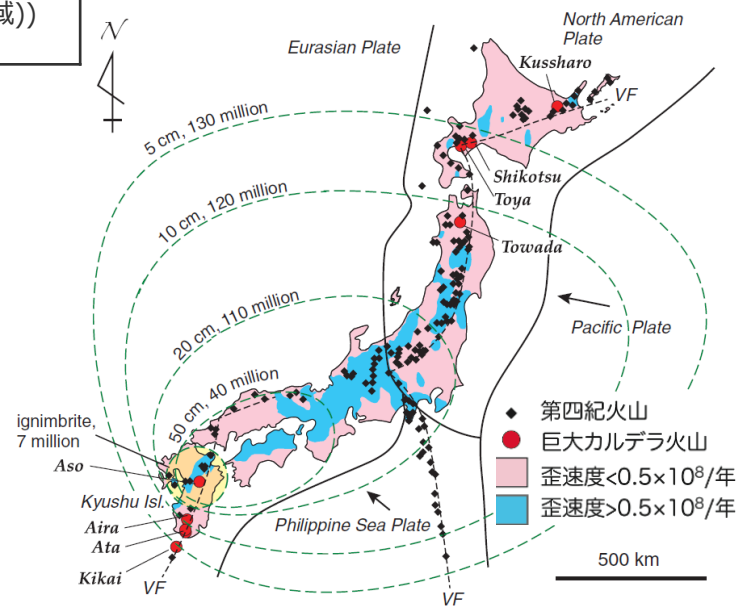 域))
N
Eurasian Plate
North American
Plate
Kussharo
VF
5 cm, 130 million
Shikotsu
Toya
10 cm, 120 million
Towada
20 cm, 110 million
Pacific Plate
50 cm, 40 million
ignimbrite,
7 million
Aso
Kyushu Isl.
Aira
Ata
Kikai
VF
Philippine Sea Plate
VF
第四紀火山
巨大カルデラ火山
歪速度<0.5×10⁸/年
歪速度>0.5×10⁸/年
500 km